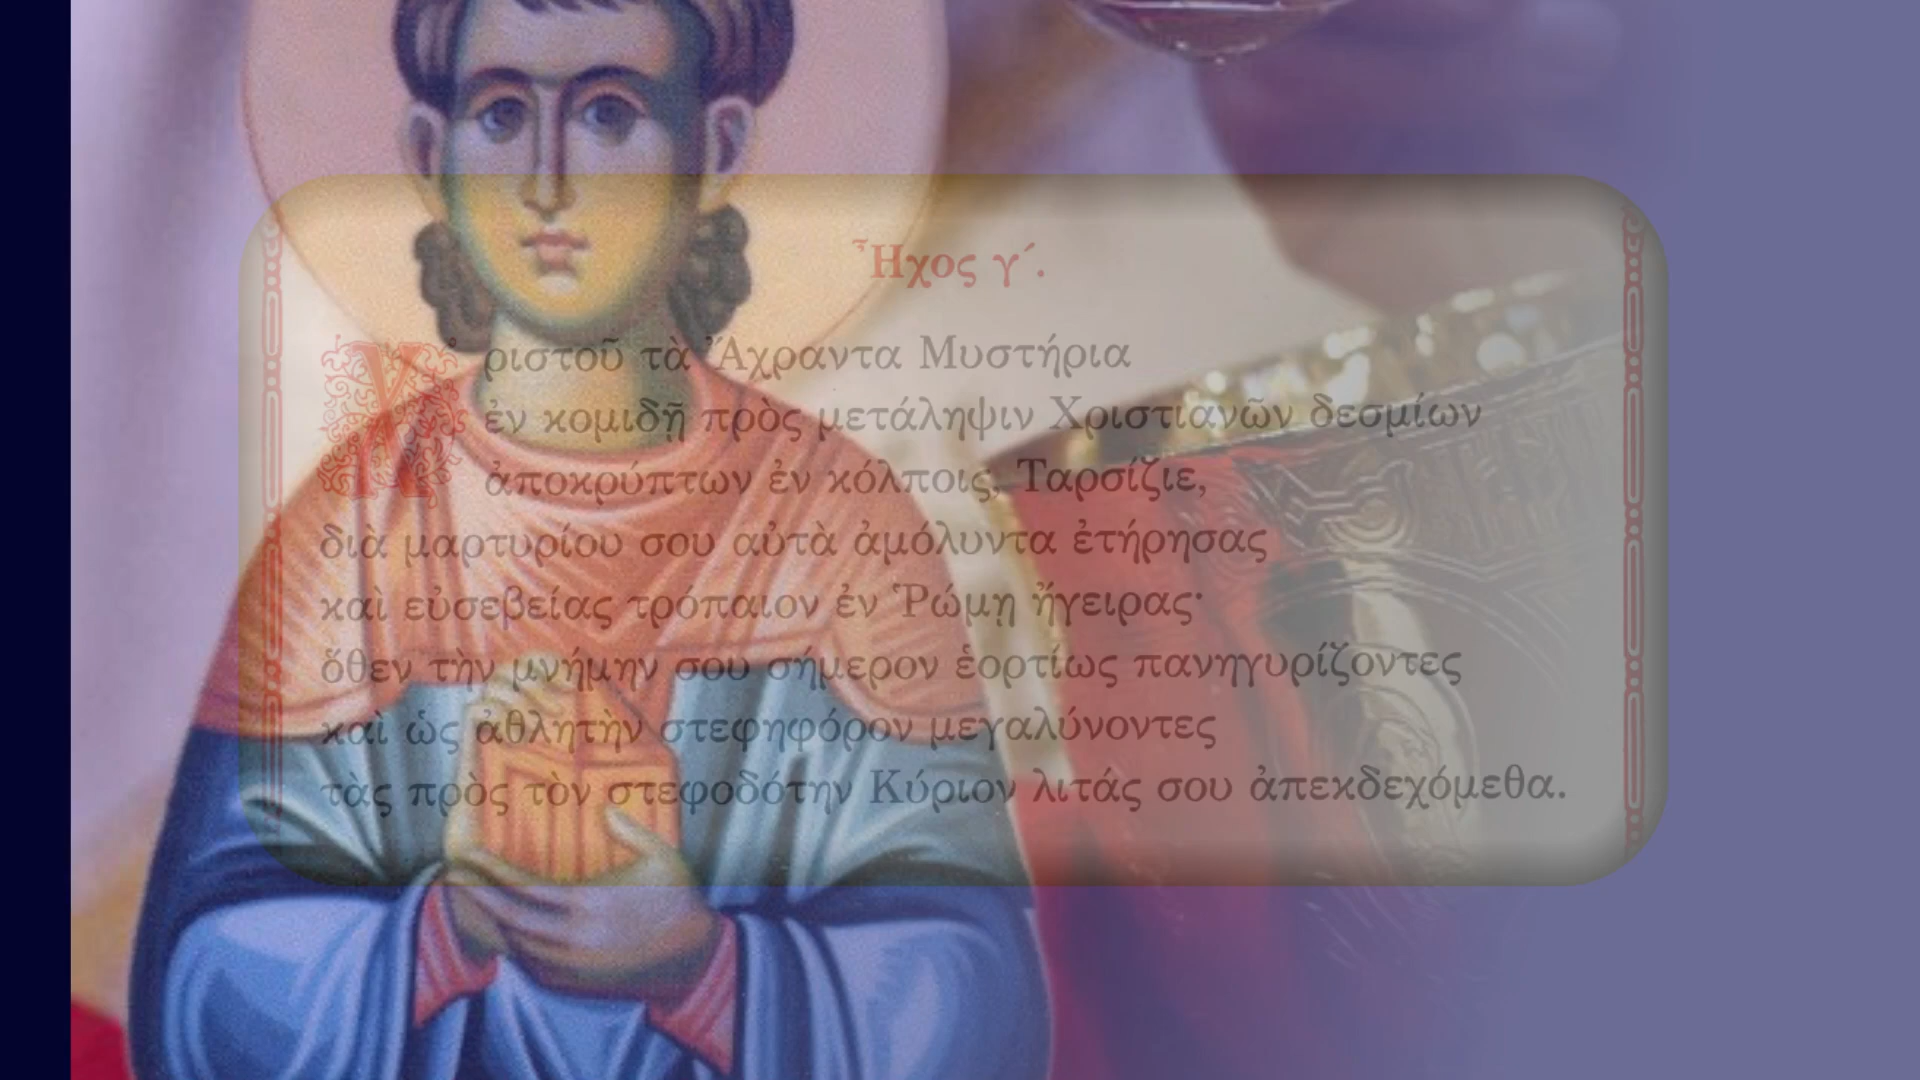 Ἦχος γ´.
Χριστοῦ τὰ Ἄχραντα Μυστήρια
ἐν κομιδῇ πρὸς μετάληψιν Χριστιανῶν δεσμίων
ἀποκρύπτων ἐν κόλποις, Ταρσίζιε,
διὰ μαρτυρίου σου αὐτὰ ἀμόλυντα ἐτήρησας
καὶ εὐσεβείας τρόπαιον ἐν Ῥώμῃ ἤγειρας·
ὅθεν τὴν μνήμην σου σήμερον ἑορτίως πανηγυρίζοντες
καὶ ὡς ἀθλητὴν στεφηφόρον μεγαλύνοντες
τὰς πρὸς τὸν στεφοδότην Κύριον λιτάς σου ἀπεκδεχόμεθα.